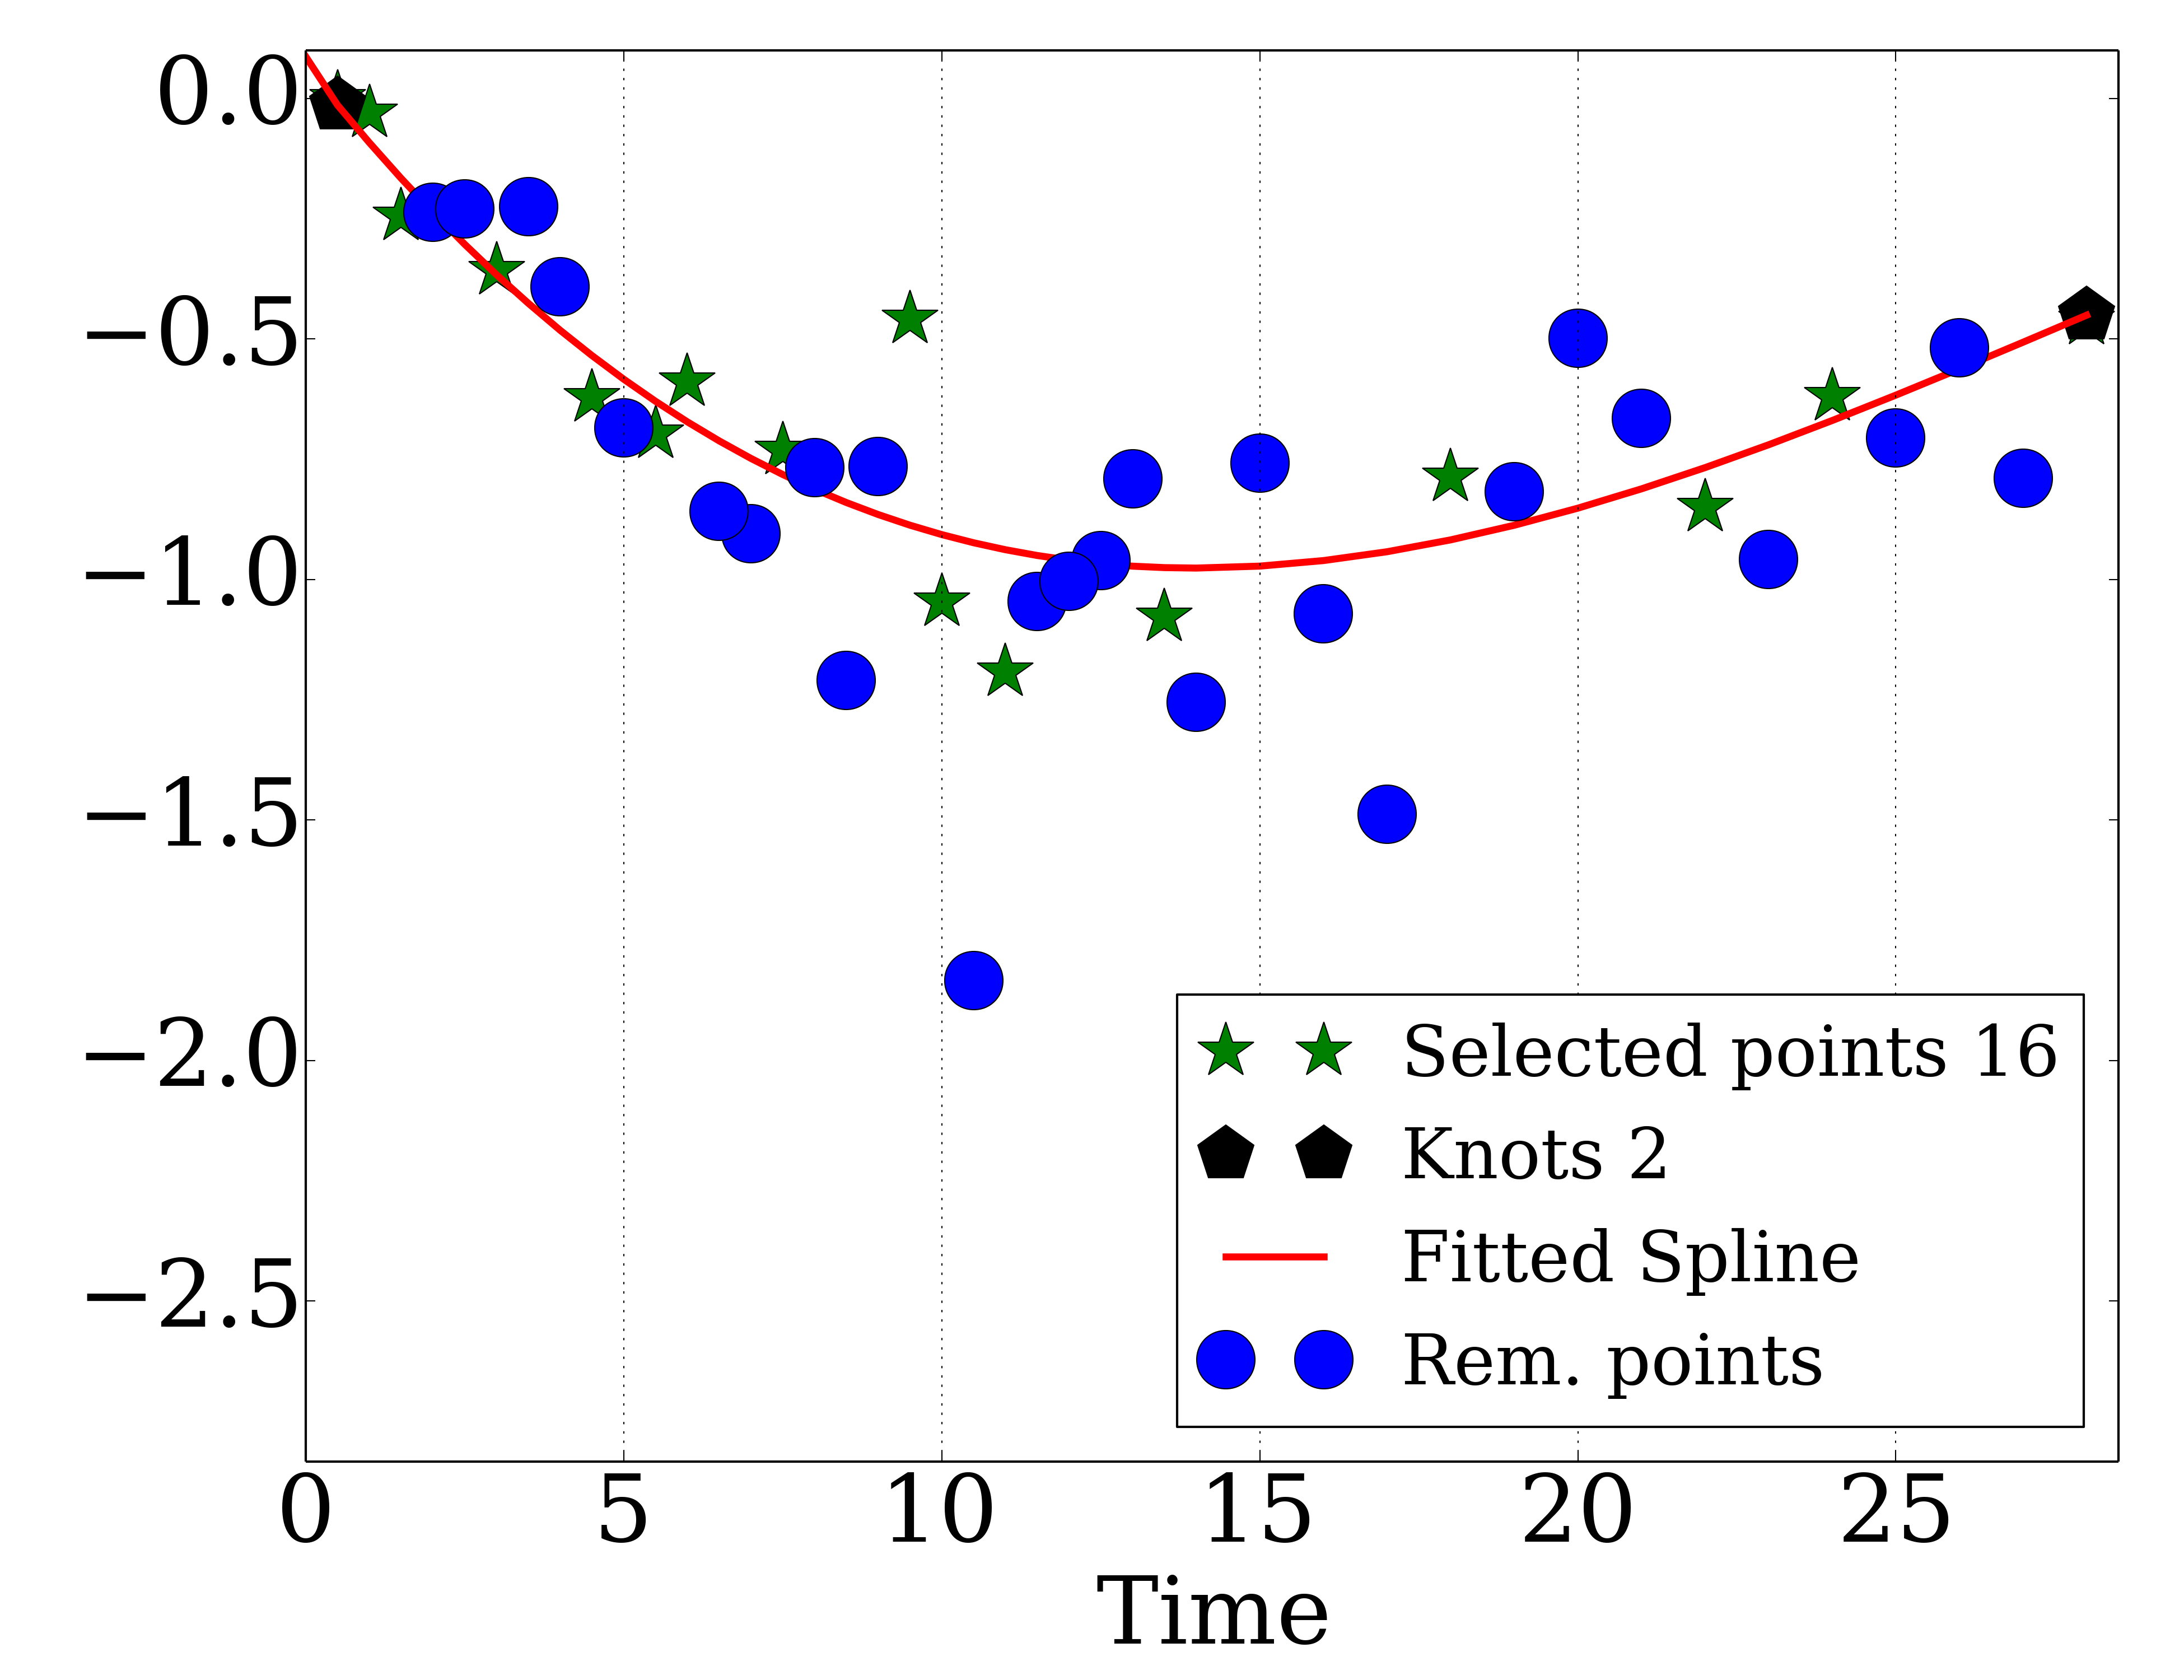 0.0
−0.5
−1.0
−1.5
−2.0
−2.5
Selected points 16
Knots 2
Fitted Spline
Rem. points
0 5 10 15 20 25
Time